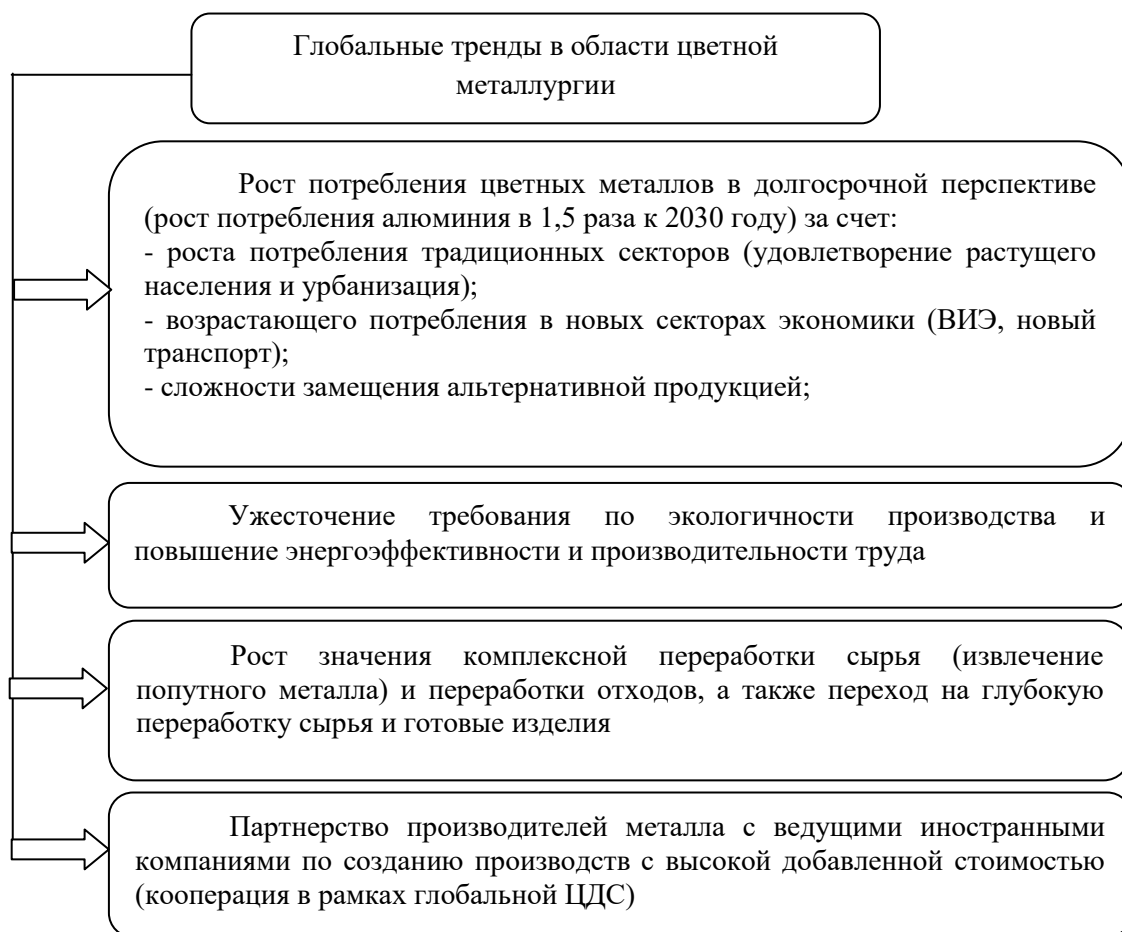 Глобальные тренды в области цветной
металлургии
Рост потребления цветных металлов в долгосрочной перспективе
(рост потребления алюминия в 1,5 раза к 2030 году) за счет:
- роста потребления традиционных секторов (удовлетворение растущего
населения и урбанизация);
- возрастающего потребления в новых секторах экономики (ВИЭ, новый
транспорт);
- сложности замещения альтернативной продукцией;
Ужесточение требования по экологичности производства и
повышение энергоэффективности и производительности труда
Рост значения комплексной переработки сырья (извлечение
попутного металла) и переработки отходов, а также переход на глубокую
переработку сырья и готовые изделия
Партнерство производителей металла с ведущими иностранными
компаниями по созданию производств с высокой добавленной стоимостью
(кооперация в рамках глобальной ЦДС)